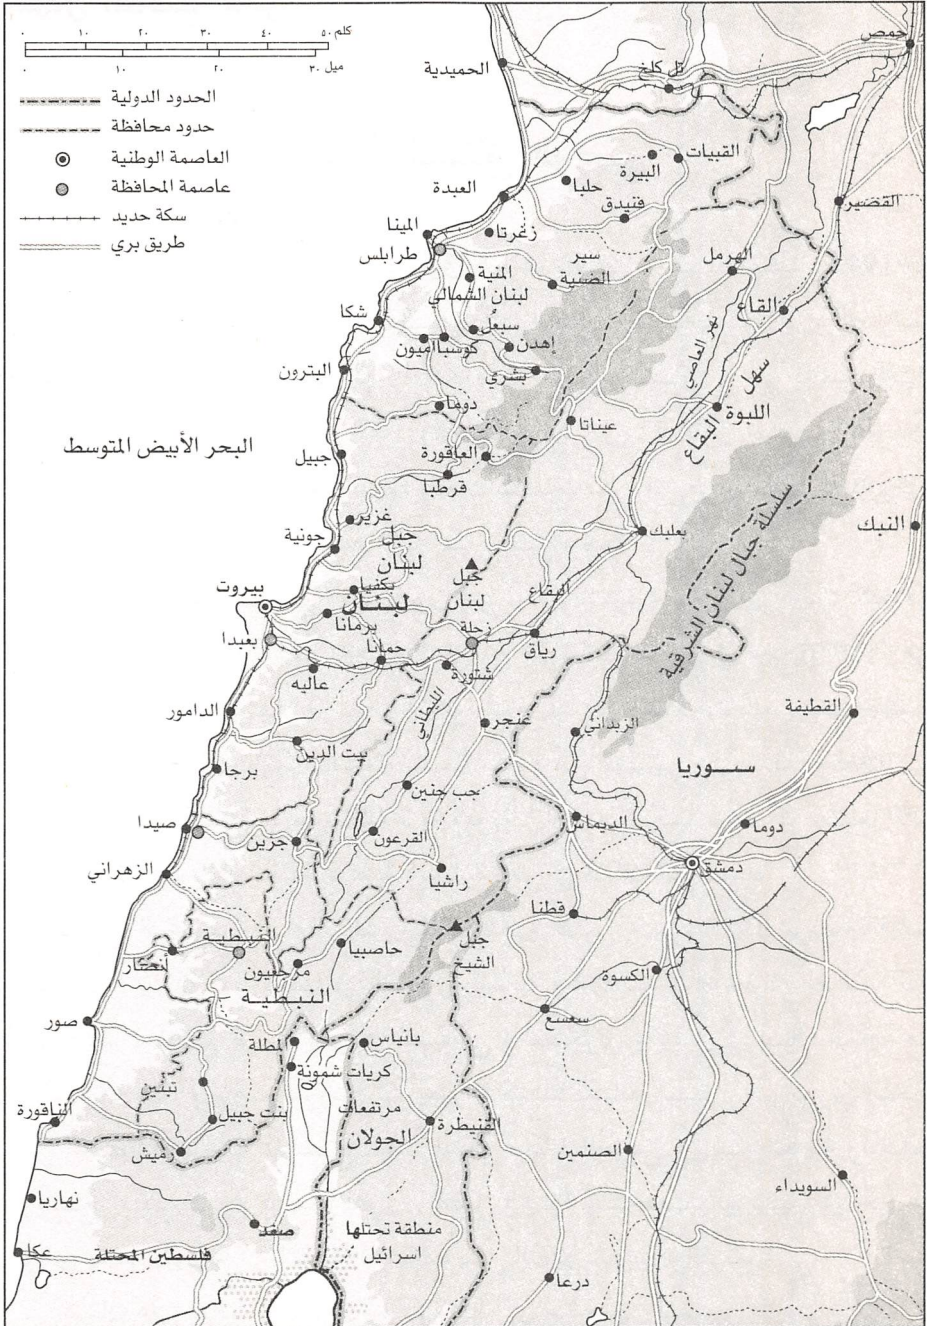 كلم ٥٠ ٤٠ ٣٠ ٢٠ ١٠ ٠
ميل ٣٠ ٢٠ ١٠ ٠
الحدود الدولية
حدود محافظة
العاصمة الوطنية
عاصمة المحافظة
سكة حديد
طريق بري
حمص
الحميدية
تل كلخ
القبيات
البيرة
حلبا
العبدة
فنيدق
القصير
المينا
زغرتا
طرابلس
سير
الضنية
الهرمل
المنية
لبنان الشمالي
القاع
شكا
سبعل
نهر العاصي
اميون
كوسبا
إهدن
البترون
بشري
سهل
البقاع
دوما
اللبوة
عيناتا
البحر الأبيض المتوسط
جبيل
العاقورة
قرطبا
سلسلة جبال لبنان الشرقية
غزير
النبك
جونية
جبل
لبنان
بعلبك
جبل
لبنان
بكفيا
البقاع
بيروت
لبنان
برمانا
زحلة
بعبدا
حمانا
رياق
عاليه
شتورة
الليطاني
الدامور
عنجر
القطيفة
الزبداني
بيت الدين
سوريا
برجا
جب جنين
صيدا
الديماس
دوما
جزين
القرعون
دمشق
الزهراني
راشيا
قطنا
النبطية
حاصبيا
جبل
الشيخ
انصار
مرجعيون
الكسوة
النبطية
صور
سعسع
المطلة
بانياس
كريات شمونة
تبنين
الناقورة
بنت جبيل
مرتفعات
الجولان
القنيطرة
رميش
الصنمين
السويداء
نهاريا
صفد
منطقة تحتلها
اسرائيل
عكا
فلسطين المحتلة
درعا